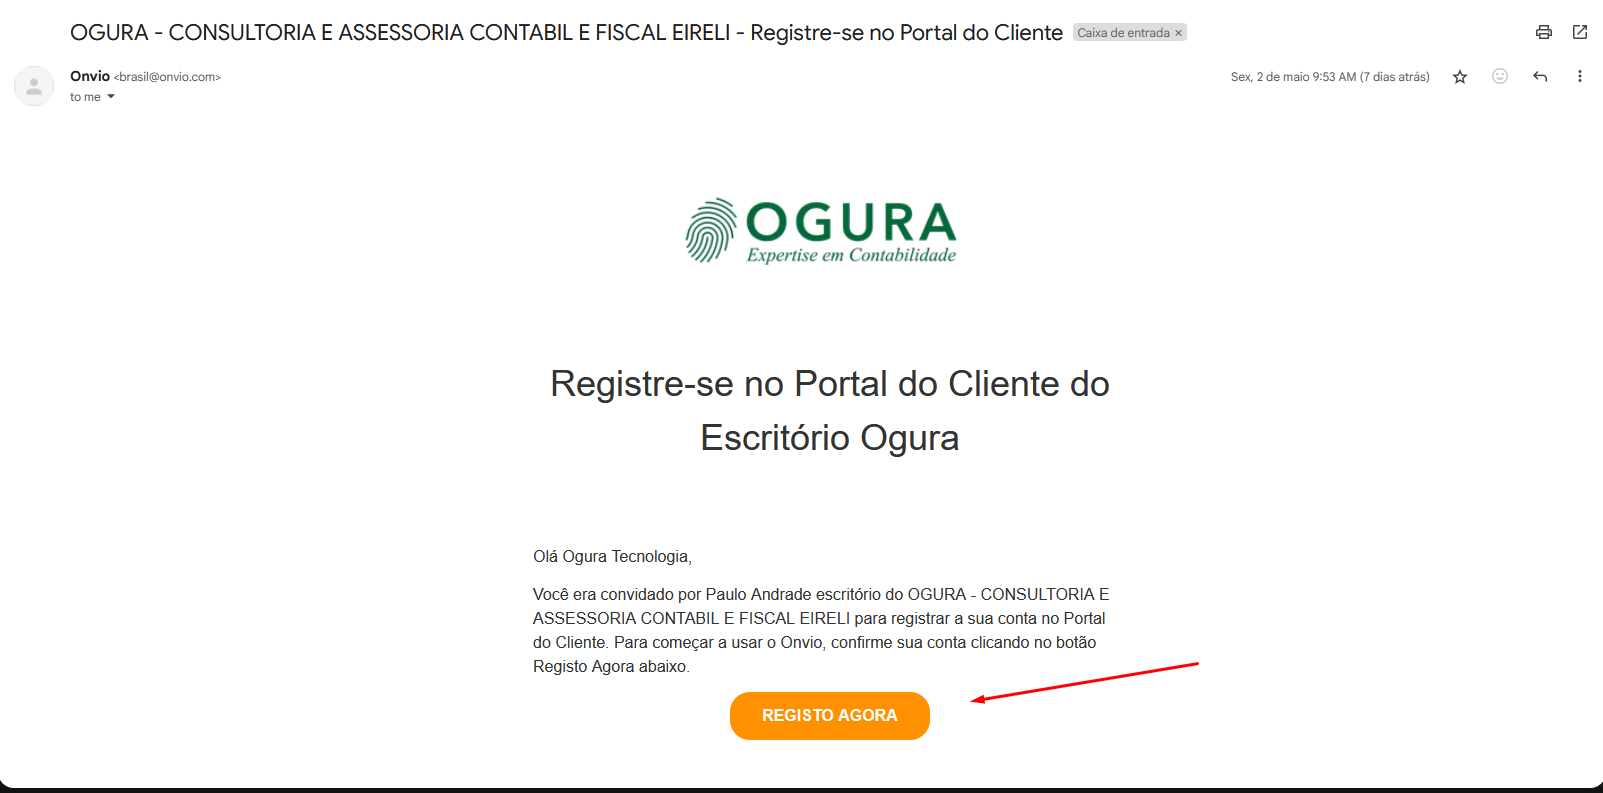 OGURA - CONSULTORIA E ASSESSORIA CONTABIL E FISCAL EIRELI - Registre-se no Portal do Cliente Caixa de entrada ×
Onvio <brasil@onvio.com> Sex, 2 de maio 9:53 AM (7 dias atrás)
to me
OGURA
Expertise em Contabilidade
Registre-se no Portal do Cliente do
Escritório Ogura
Olá Ogura Tecnologia,
Você era convidado por Paulo Andrade escritório do OGURA - CONSULTORIA E
ASSESSORIA CONTABIL E FISCAL EIRELI para registrar a sua conta no Portal
do Cliente. Para começar a usar o Onvio, confirme sua conta clicando no botão
Registo Agora abaixo.
REGISTO AGORA